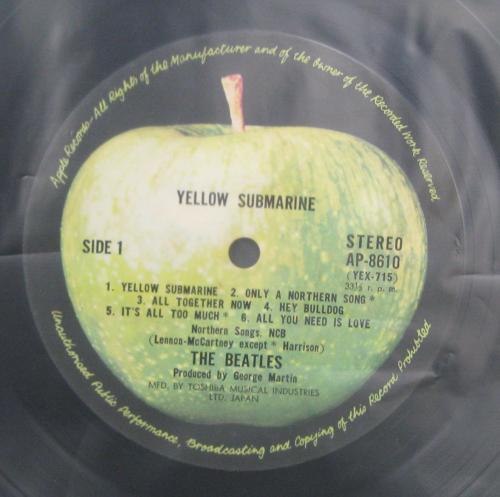 Apple Records - All Rights of the Manufacturer and of the Owner of the Recorded Work Reserved
YELLOW SUBMARINE
SIDE 1
STEREO
AP-8610
(YEX-715)
33⅓ r. p. m.
1. YELLOW SUBMARINE 2. ONLY A NORTHERN SONG *
3. ALL TOGETHER NOW 4. HEY BULLDOG
5. IT'S ALL TOO MUCH * 6. ALL YOU NEED IS LOVE
Northern Songs. NCB
(Lennon-McCartney except * Harrison)
THE BEATLES
Produced by George Martin
MFD. BY TOSHIBA MUSICAL INDUSTRIES
LTD. JAPAN
Unauthorised Public Performance, Broadcasting and Copying of this Record Prohibited